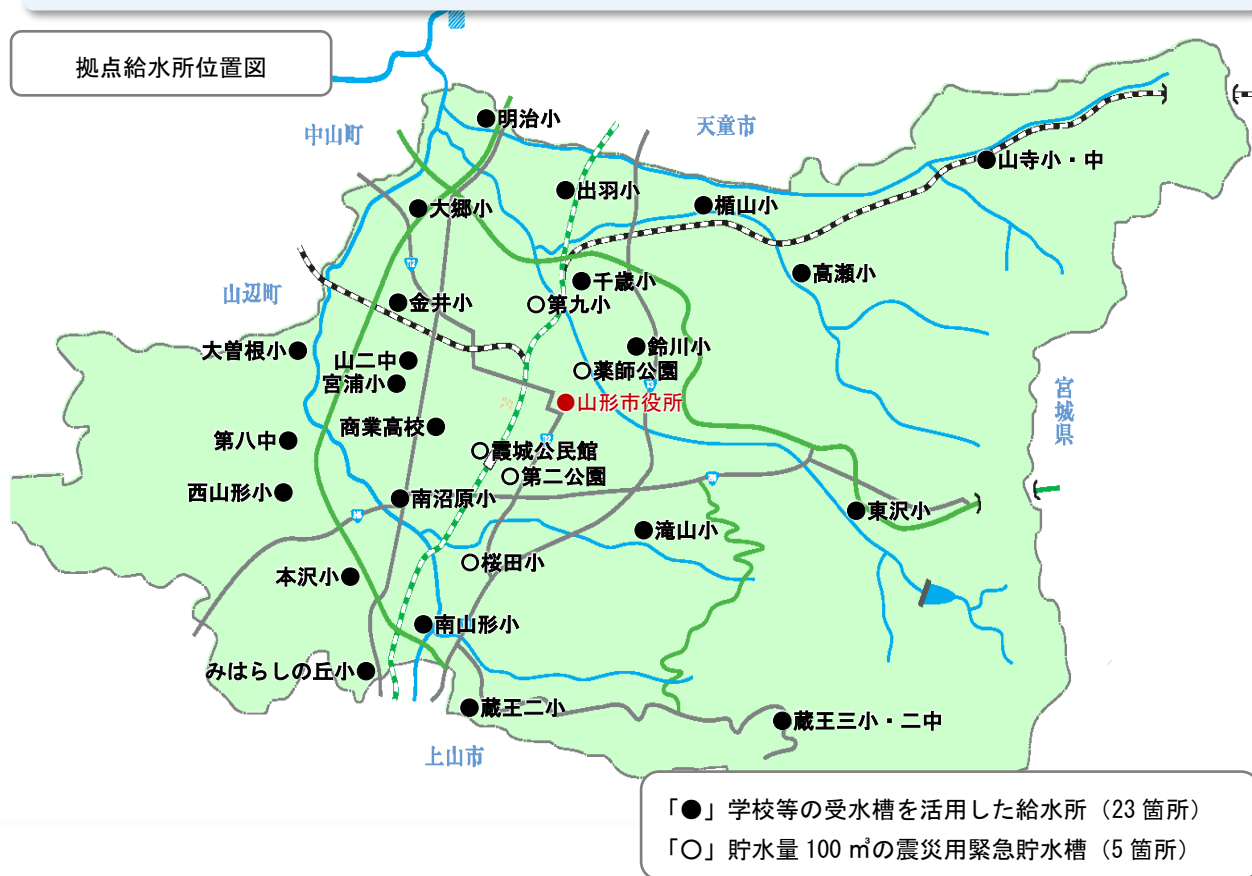 拠点給水所位置図
中山町
天童市
明治小
山寺小・中
出羽小
楯山小
大郷小
112
高瀬小
千歳小
山辺町
金井小
第九小
大曽根小
山二中
鈴川小
薬師公園
宮浦小
13
山形市役所
宮城県
商業高校
第八中
霞城公民館
第二公園
西山形小
南沼原小
東沢小
滝山小
桜田小
本沢小
南山形小
みはらしの丘小
蔵王二小
蔵王三小・二中
上山市
「●」学校等の受水槽を活用した給水所（23 箇所）
「○」貯水量 100 ㎥の震災用緊急貯水槽（5 箇所）